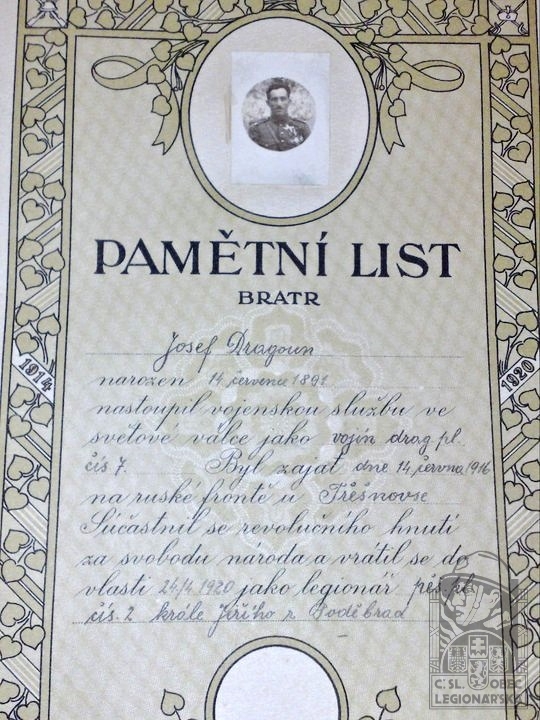 PAMĚTNÍ LIST
BRATR
Josef Dragoun
narozen 14. července 1891
nastoupil vojenskou službu ve
světové válce jako vojín drag. pl.
čís. 7. Byl zajat dne 14. června 1916
na ruské frontě u Třěšnovse
Súčastnil se revolučního hnutí
za svobodu národa a vrátil se do
vlasti 24/4 1920 jako legionář pěš. pl.
čís. 2 krále Jiřího z Poděbrad
1914
1920
Č:SL. OBEC
LEGIONÁŘSKÁ